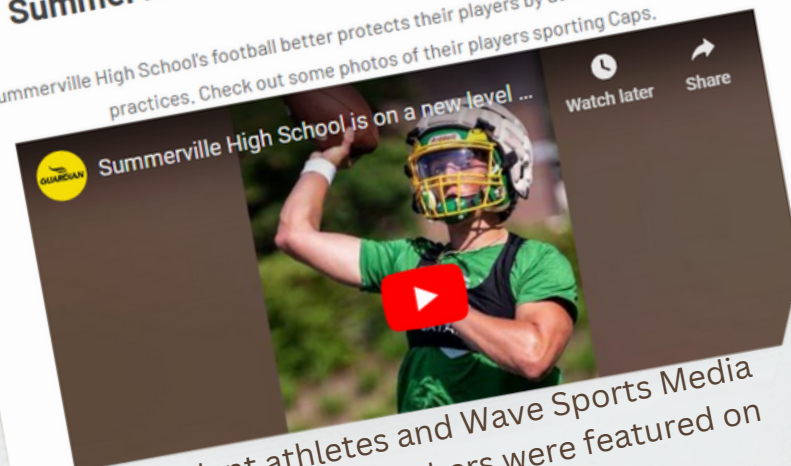 Summerville High School's football better protects their players by
practices. Check out some photos of their players sporting Caps.
GUARDIAN
Summerville High School is on a new level ...
Watch later
Share
athletes and Wave Sports Media
were featured on